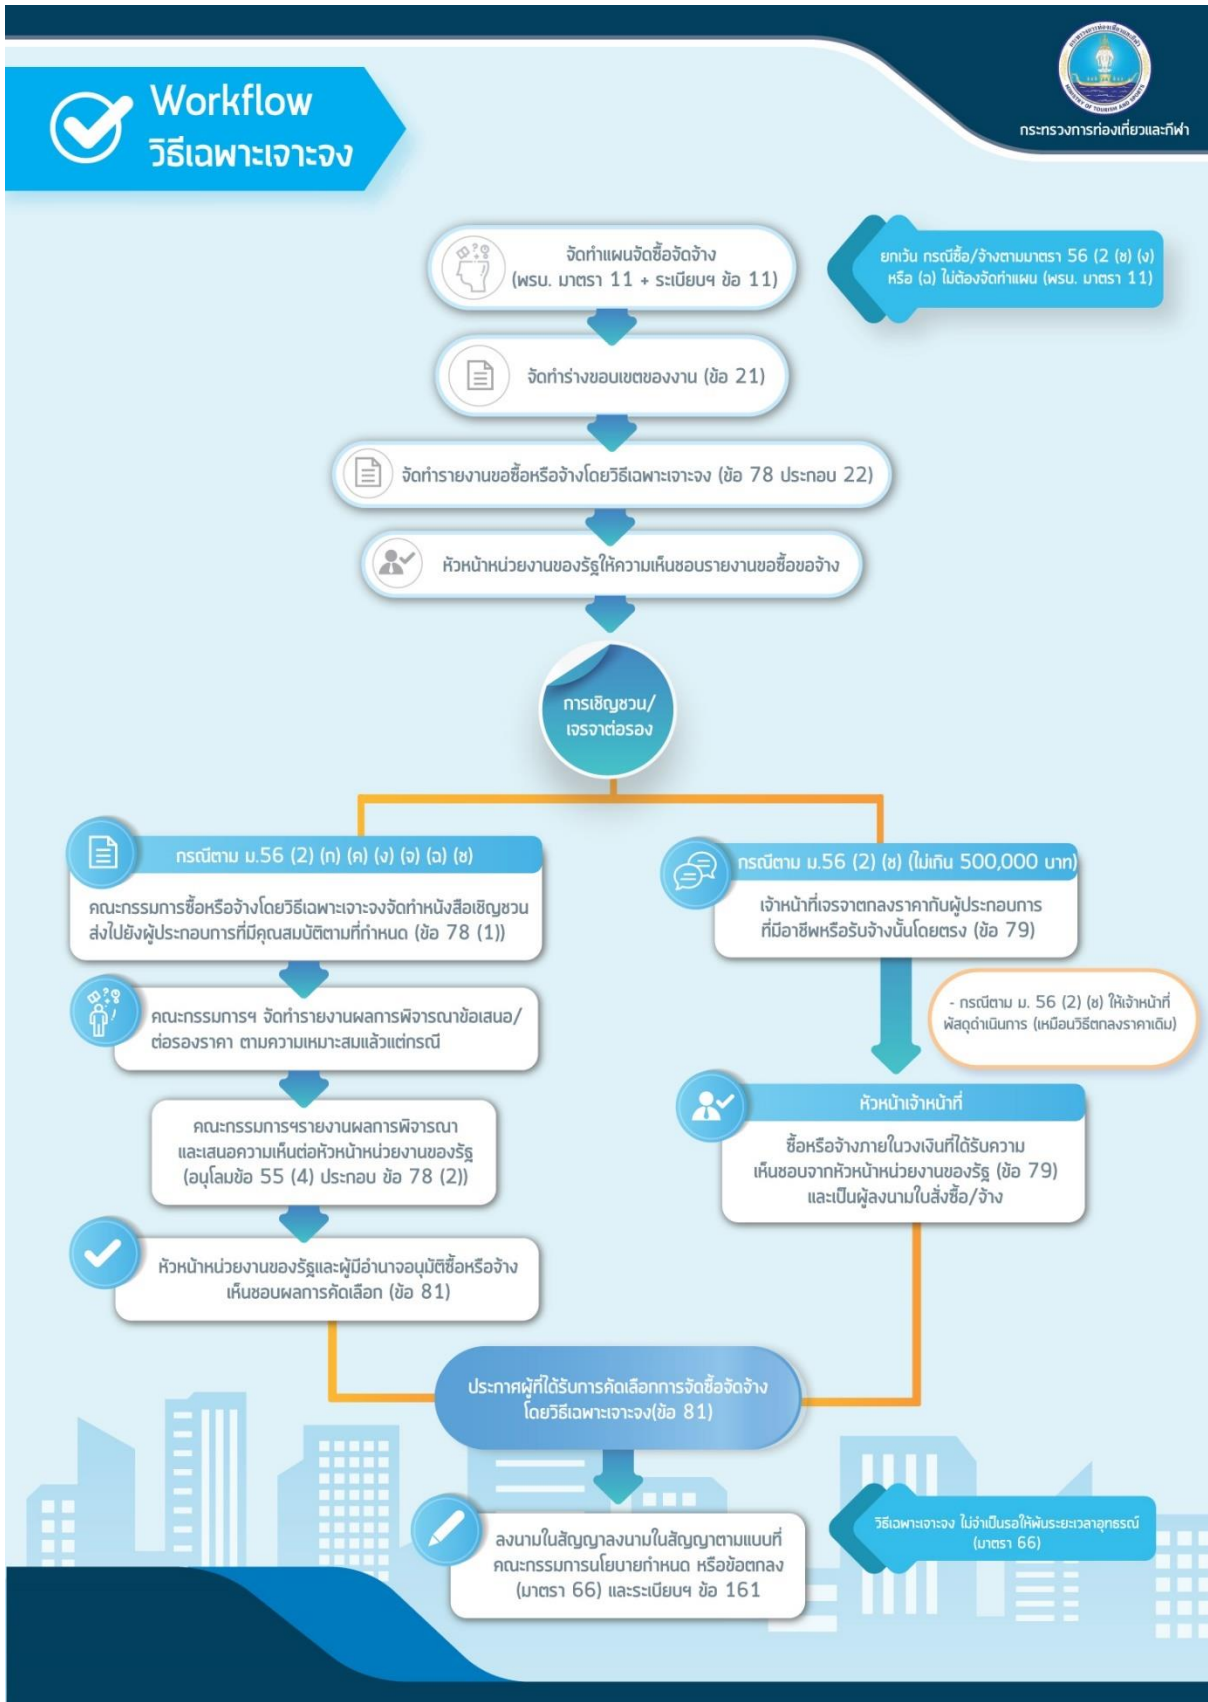 Workflow
วิธีเฉพาะเจาะจง
MINISTRY OF TOURISM AND SPORTS
กระทรวงการท่องเที่ยวและกีฬา
จัดทำแผนจัดซื้อจัดจ้าง
(พรบ. มาตรา 11 + ระเบียบฯ ข้อ 11)
ยกเว้น กรณีซื้อ/จ้างตามมาตรา 56 (2 (ช) (ง)
หรือ (ฉ) ไม่ต้องจัดทำแผน (พรบ. มาตรา 11)
จัดทำร่างขอบเขตของงาน (ข้อ 21)
จัดทำรายงานขอซื้อหรือจ้างโดยวิธีเฉพาะเจาะจง (ข้อ 78 ประกอบ 22)
หัวหน้าหน่วยงานของรัฐให้ความเห็นชอบรายงานขอซื้อขอจ้าง
การเชิญชวน/
เจรจาต่อรอง
กรณีตาม ม.56 (2) (ก) (ค) (ง) (จ) (ฉ) (ช)
คณะกรรมการซื้อหรือจ้างโดยวิธีเฉพาะเจาะจงจัดทำหนังสือเชิญชวน
ส่งไปยังผู้ประกอบการที่มีคุณสมบัติตามที่กำหนด (ข้อ 78 (1))
คณะกรรมการฯ จัดทำรายงานผลการพิจารณาข้อเสนอ/
ต่อรองราคา ตามความเหมาะสมแล้วแต่กรณี
คณะกรรมการฯรายงานผลการพิจารณา
และเสนอความเห็นต่อหัวหน้าหน่วยงานของรัฐ
(อนุโลมข้อ 55 (4) ประกอบ ข้อ 78 (2))
หัวหน้าหน่วยงานของรัฐและผู้มีอำนาจอนุมัติซื้อหรือจ้าง
เห็นชอบผลการคัดเลือก (ข้อ 81)
กรณีตาม ม.56 (2) (ช) (ไม่เกิน 500,000 บาท)
เจ้าหน้าที่เจรจาตกลงราคากับผู้ประกอบการ
ที่มีอาชีพหรือรับจ้างนั้นโดยตรง (ข้อ 79)
- กรณีตาม ม. 56 (2) (ช) ให้เจ้าหน้าที่
พัสดุดำเนินการ (เหมือนวิธีตกลงราคาเดิม)
หัวหน้าเจ้าหน้าที่
ซื้อหรือจ้างภายในวงเงินที่ได้รับความ
เห็นชอบจากหัวหน้าหน่วยงานของรัฐ (ข้อ 79)
และเป็นผู้ลงนามใบสั่งซื้อ/จ้าง
ประกาศผู้ที่ได้รับการคัดเลือกการจัดซื้อจัดจ้าง
โดยวิธีเฉพาะเจาะจง(ข้อ 81)
ลงนามในสัญญาลงนามในสัญญาตามแบบที่
คณะกรรมการนโยบายกำหนด หรือข้อตกลง
(มาตรา 66) และระเบียบฯ ข้อ 161
วิธีเฉพาะเจาะจง ไม่จำเป็นรอให้พ้นระยะเวลาอุทธรณ์
(มาตรา 66)